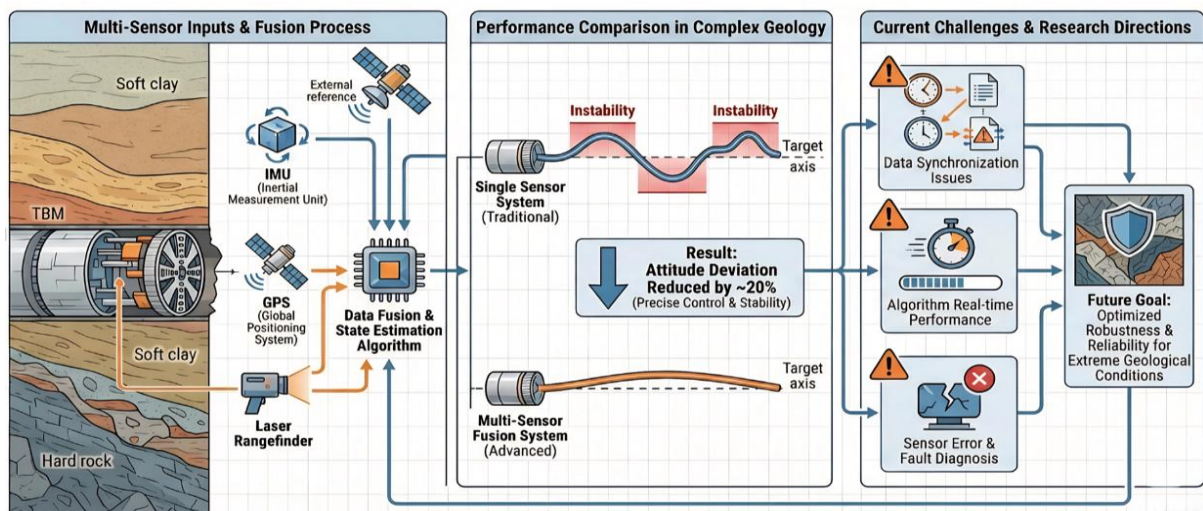 Multi-Sensor Inputs & Fusion Process
Soft clay
TBM
Soft clay
Hard rock
External
reference
IMU
(Inertial
Measurement Unit)
GPS
(Global
Positioning
System)
Laser
Rangefinder
Data Fusion &
State Estimation
Algorithm
Performance Comparison in Complex Geology
Instability
Instability
Target
axis
Single Sensor
System
(Traditional)
Result:
Attitude Deviation
Reduced by ~20%
(Precise Control & Stability)
Target
axis
Multi-Sensor
Fusion System
(Advanced)
Current Challenges & Research Directions
Data Synchronization
Issues
Algorithm Real-time
Performance
Sensor Error &
Fault Diagnosis
Future Goal:
Optimized
Robustness &
Reliability for
Extreme Geological
Conditions